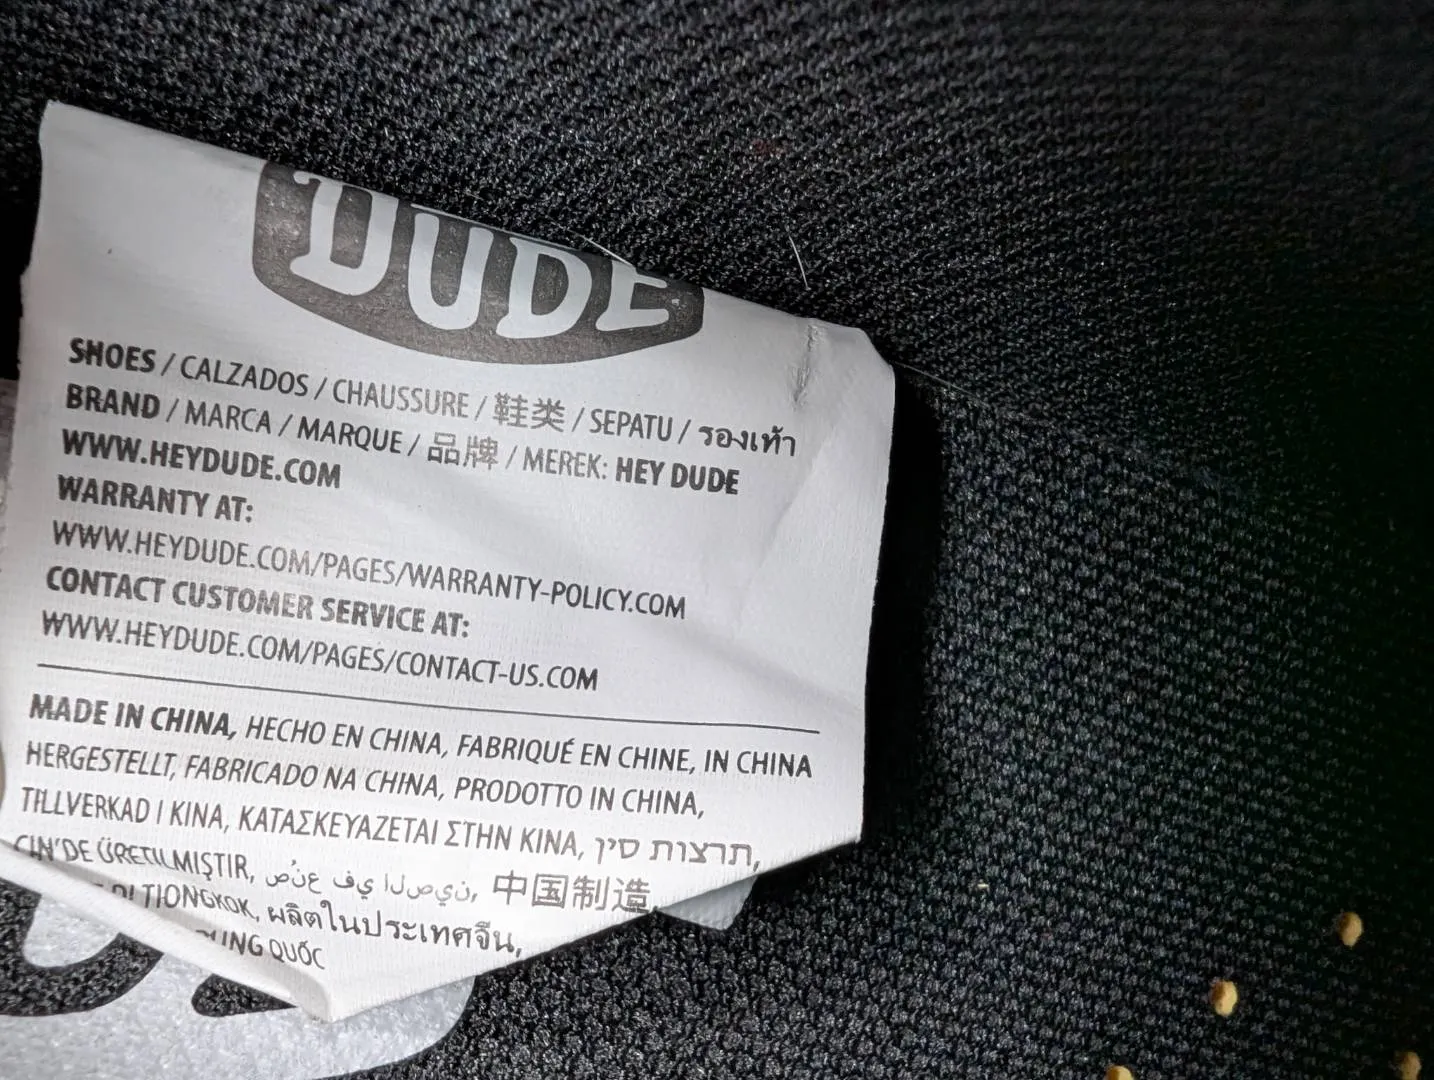 DUDE
SHOES / CALZADOS / CHAUSSURE / 鞋类 / SEPATU / รองเท้า
BRAND / MARCA / MARQUE / 品牌 / MEREK: HEY DUDE
WWW.HEYDUDE.COM
WARRANTY AT:
WWW.HEYDUDE.COM/PAGES/WARRANTY-POLICY.COM
CONTACT CUSTOMER SERVICE AT:
WWW.HEYDUDE.COM/PAGES/CONTACT-US.COM
MADE IN CHINA, HECHO EN CHINA, FABRIQUÉ EN CHINE, IN CHINA
HERGESTELLT, FABRICADO NA CHINA, PRODOTTO IN CHINA,
TILLVERKAD I KINA, ΚΑΤΑΣΚΕΥΑΖΕΤΑΙ ΣΤΗΝ ΚΙΝΑ, ןיס תוצרת,
ÇIN'DE ÜRETILMIŞTIR, صنع في الصين, 中国制造,
DI TIONGKOK, ผลิตในประเทศจีน,
QUỐC